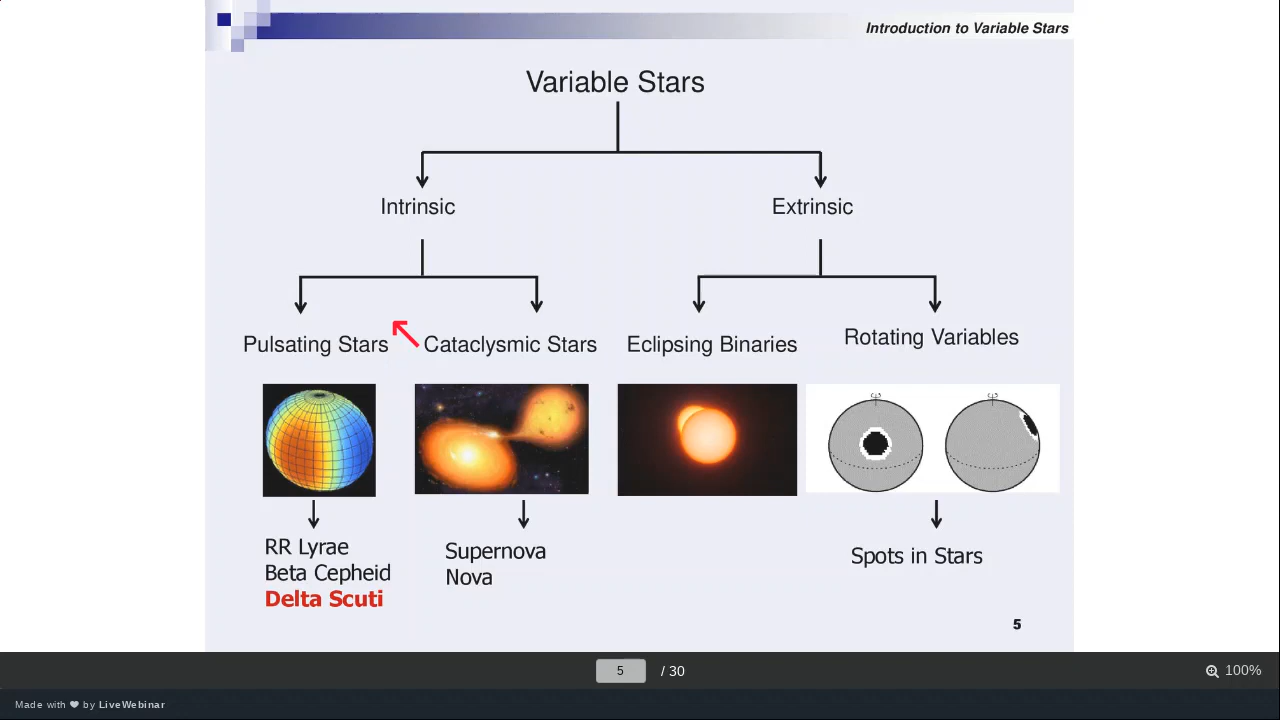 Introduction to Variable Stars
Variable Stars
Intrinsic
Extrinsic
Pulsating Stars
Cataclysmic Stars
Eclipsing Binaries
Rotating Variables
RR Lyrae
Beta Cepheid
Delta Scuti
Supernova
Nova
Spots in Stars
5
5 / 30
100%
Made with ❤ by LiveWebinar